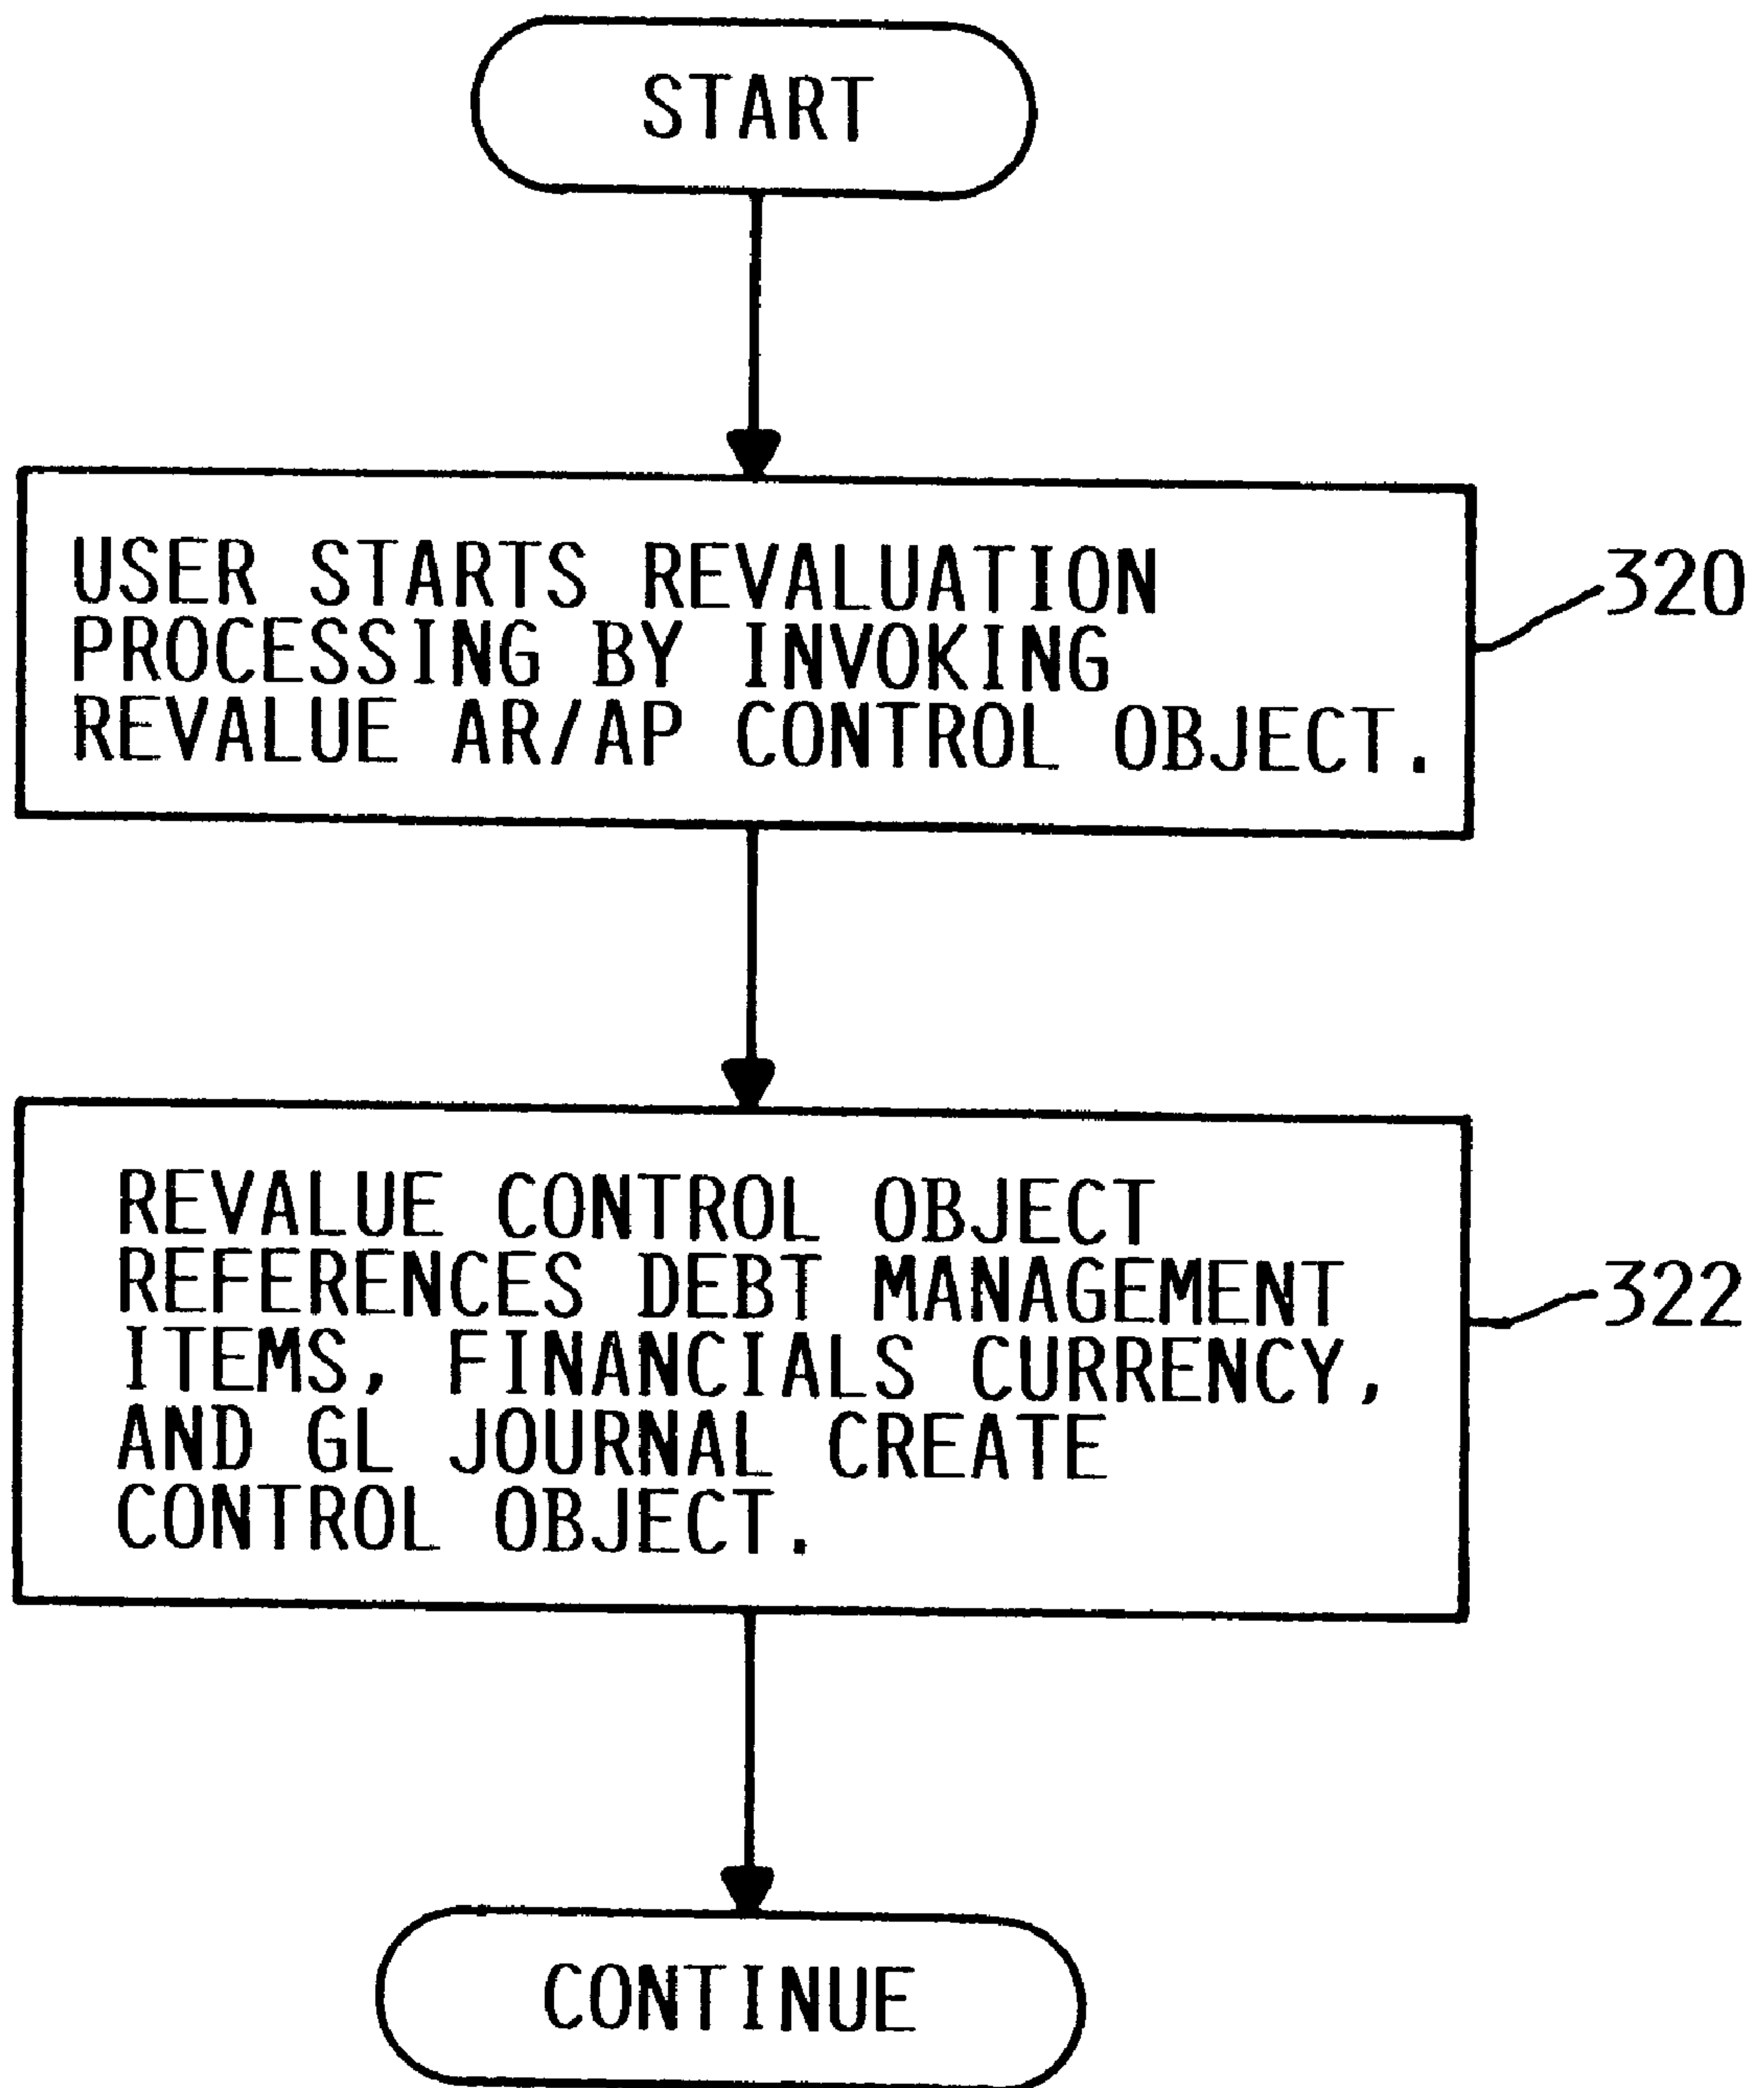 START
USER STARTS REVALUATION
PROCESSING BY INVOKING
REVALUE AR/AP CONTROL OBJECT.
320
REVALUE CONTROL OBJECT
REFERENCES DEBT MANAGEMENT
ITEMS, FINANCIALS CURRENCY,
AND GL JOURNAL CREATE
CONTROL OBJECT.
322
CONTINUE